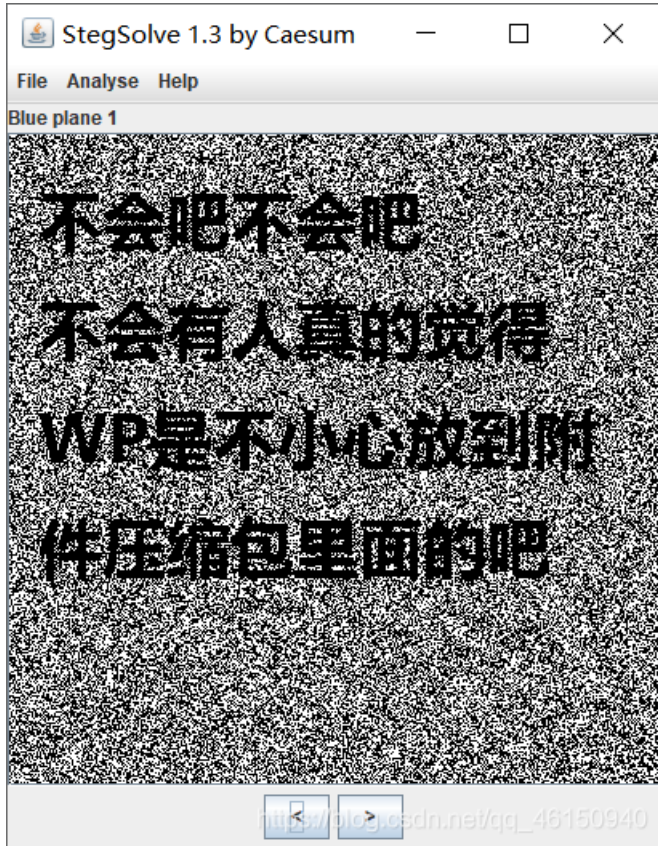 StegSolve 1.3 by Caesum
File Analyse Help
Blue plane 1
不会吧不会吧
不会有人真的觉得
WP是不小心放到附
件压缩包里面的吧
< >
https://blog.csdn.net/qq_46150940